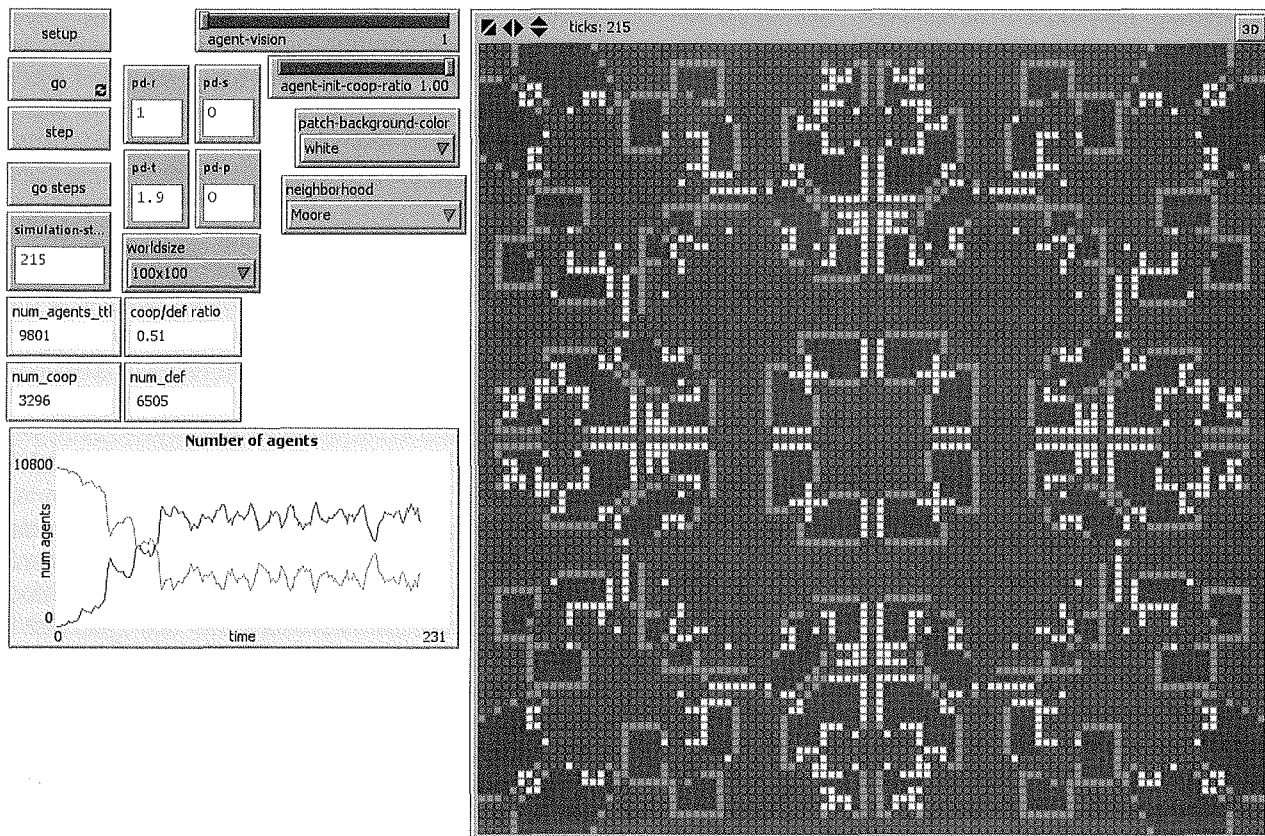 setup
agent-vision 1
ticks: 215
3D
go
pd-r
1
pd-s
0
agent-init-coop-ratio 1.00
step
patch-background-color
white
go steps
pd-t
1.9
pd-p
0
neighborhood
Moore
simulation-st...
215
worldsize
100x100
num_agents_ttl
9801
coop/def ratio
0.51
num_coop
3296
num_def
6505
Number of agents
10800
num agents
0
0
time
231